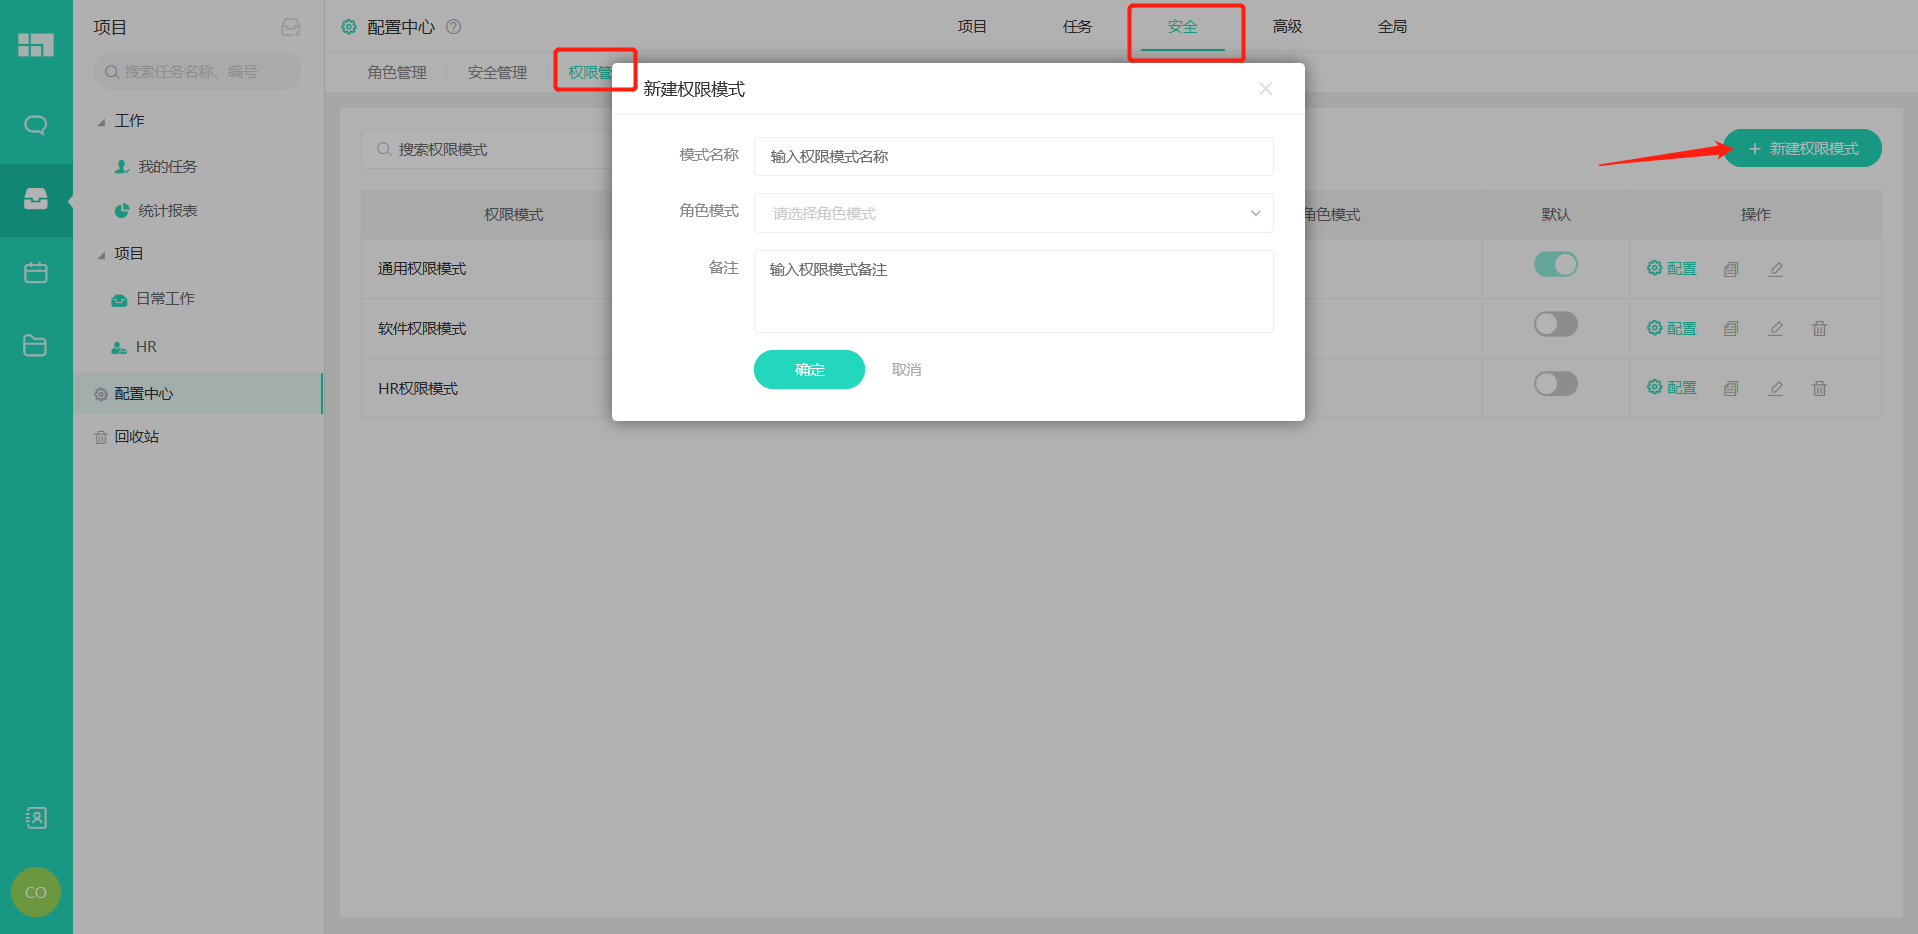 项目
搜索任务名称、编号
工作
我的任务
统计报表
项目
日常工作
HR
配置中心
回收站
CO
配置中心
项目 任务 安全 高级 全局
角色管理 安全管理 权限管
搜索权限模式
+ 新建权限模式
权限模式 角色模式 默认 操作
通用权限模式 配置
软件权限模式 配置
HR权限模式 配置
新建权限模式
模式名称 输入权限模式名称
角色模式 请选择角色模式
备注 输入权限模式备注
确定 取消